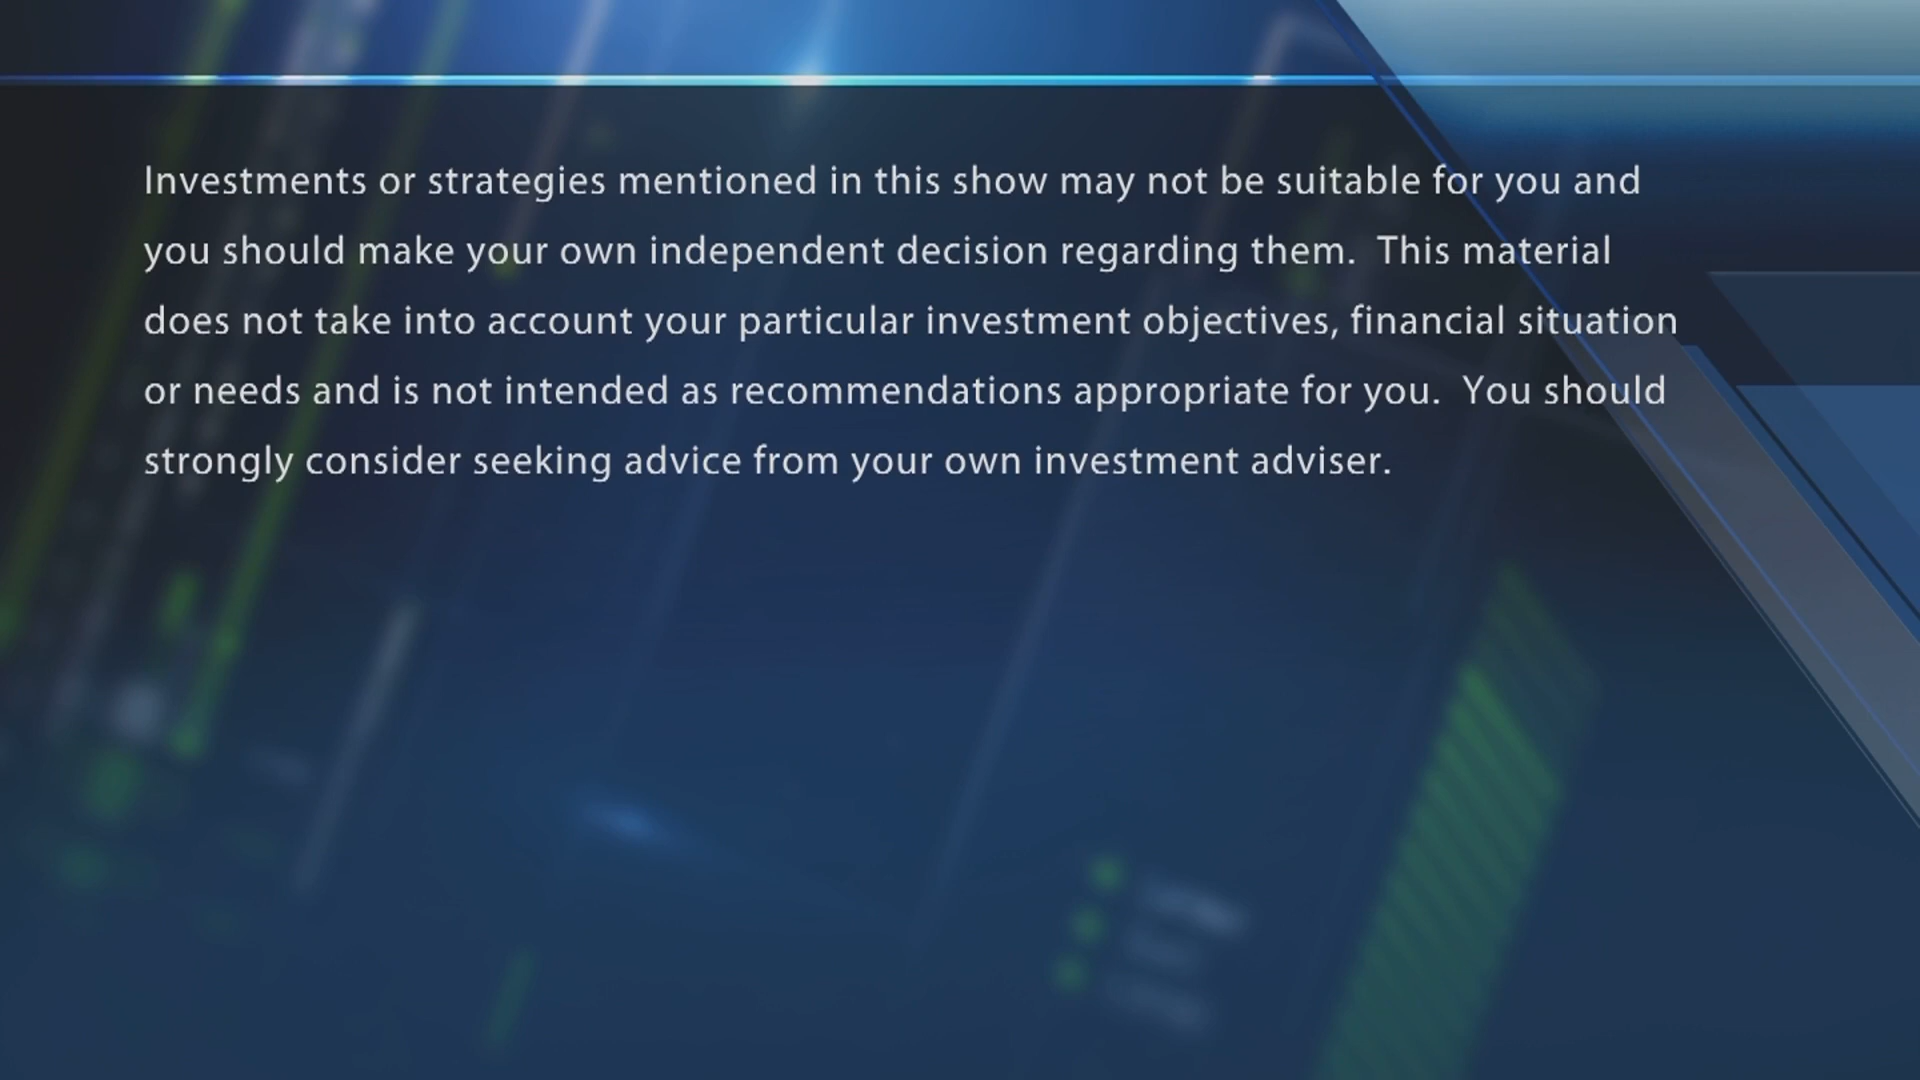 Investments or strategies mentioned in this show may not be suitable for you and
you should make your own independent decision regarding them.  This material
does not take into account your particular investment objectives, financial situation
or needs and is not intended as recommendations appropriate for you.  You should
strongly consider seeking advice from your own investment adviser.